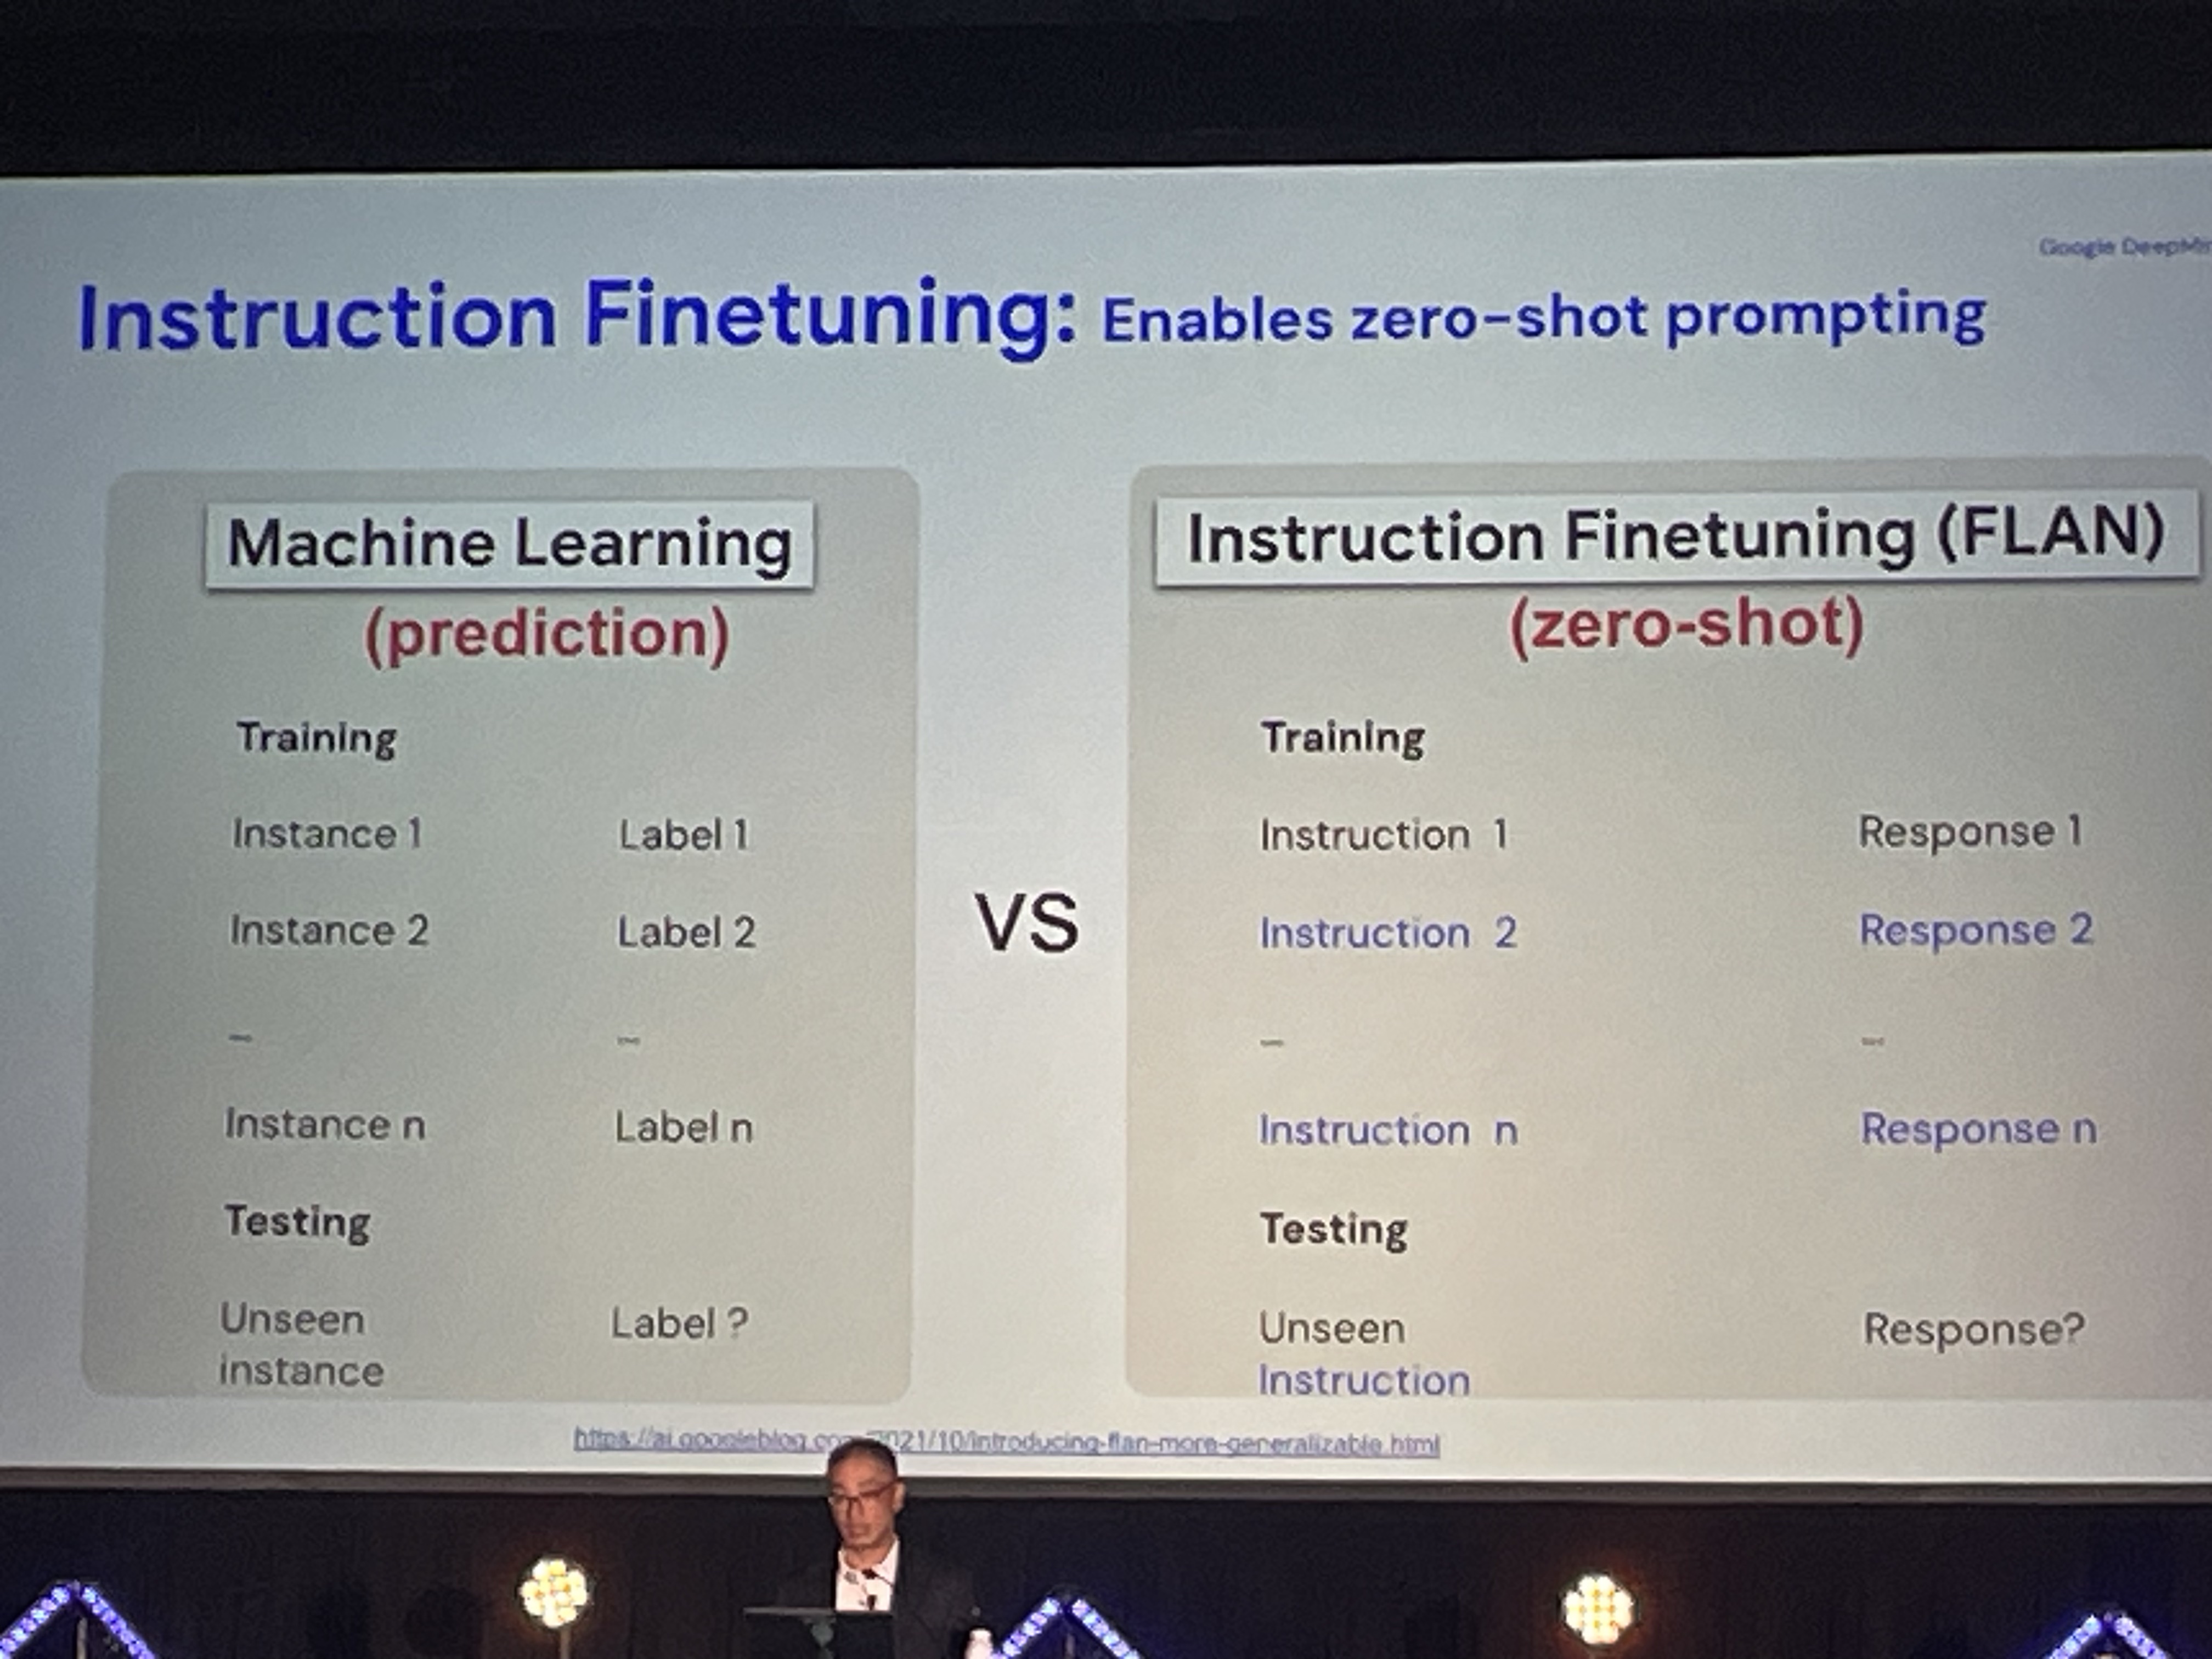 Google
Instruction Finetuning: Enables zero-shot prompting
Machine Learning
(prediction)
Training
Instance 1 Label 1
Instance 2 Label 2
Instance n Label n
Testing
Unseen Label ?
instance
VS
Instruction Finetuning (FLAN)
(zero-shot)
Training
Instruction 1 Response 1
Instruction 2 Response 2
Instruction n Response n
Testing
Unseen Response?
Instruction
https://ai.googleblog.co 2021/10/introducing-flan-more-generalizable.html